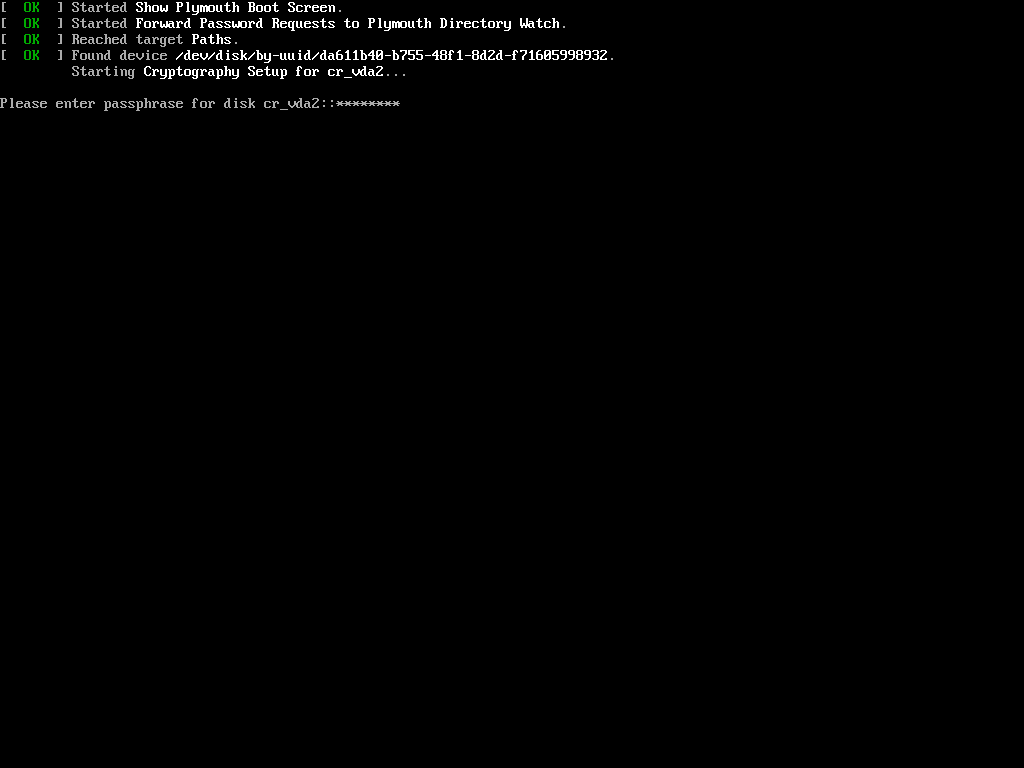 [  OK  ] Started Show Plymouth Boot Screen.
[  OK  ] Started Forward Password Requests to Plymouth Directory Watch.
[  OK  ] Reached target Paths.
[  OK  ] Found device /dev/disk/by-uuid/da611b40-b755-48f1-8d2d-f71605998932.
         Starting Cryptography Setup for cr_vda2...
Please enter passphrase for disk cr_vda2::********